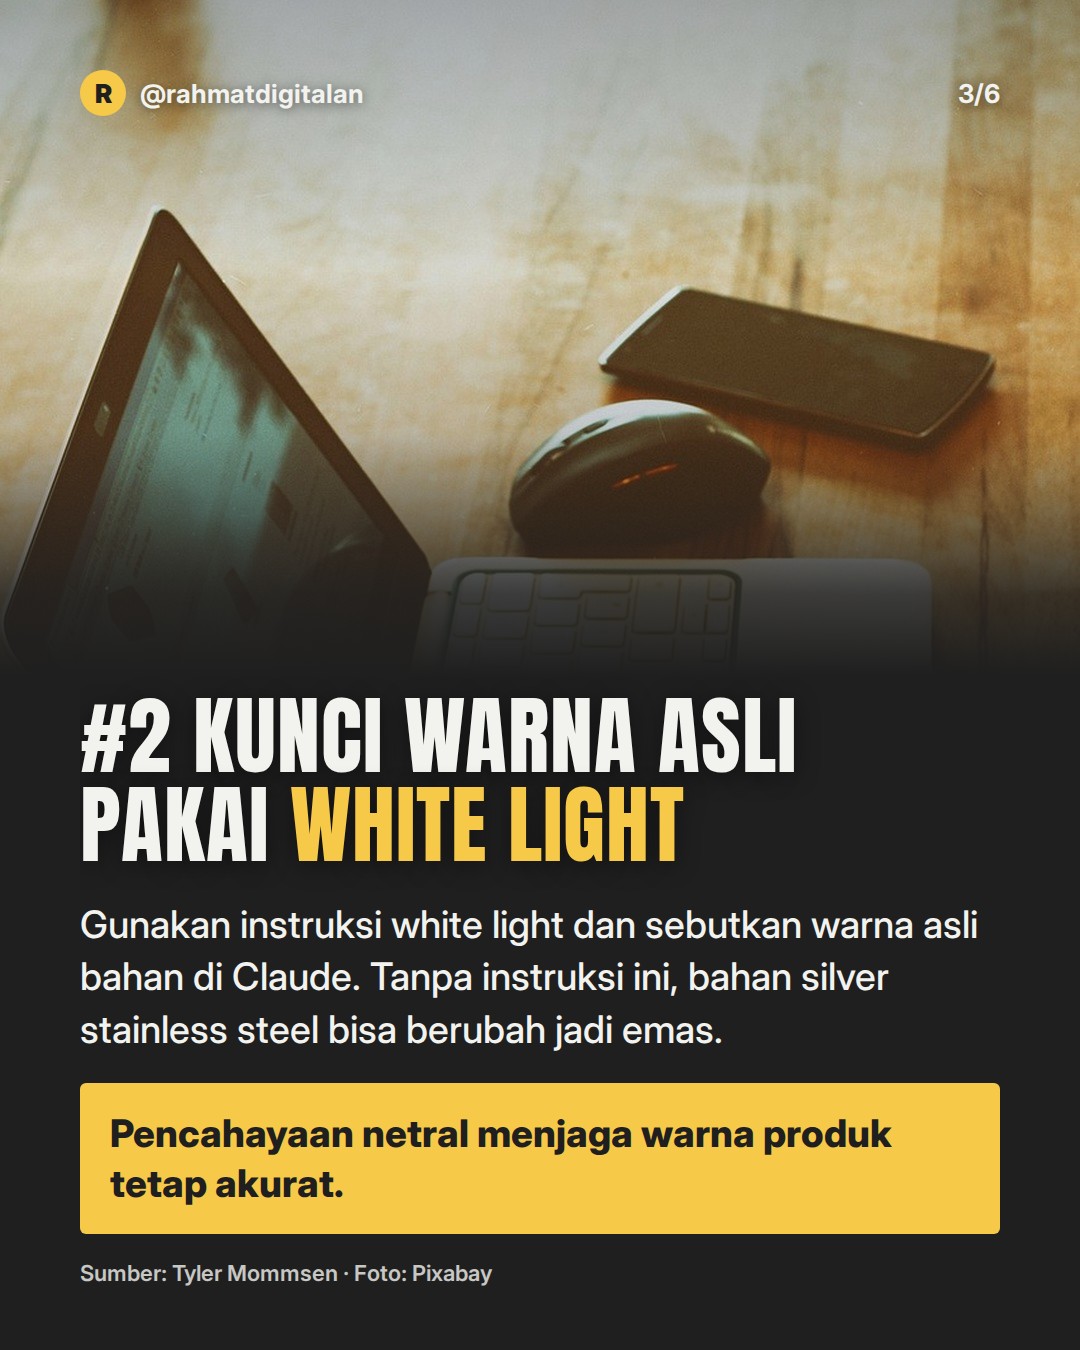 R @rahmatdigitalan 3/6
#2 KUNCI WARNA ASLI
PAKAI WHITE LIGHT
Gunakan instruksi white light dan sebutkan warna asli
bahan di Claude. Tanpa instruksi ini, bahan silver
stainless steel bisa berubah jadi emas.
Pencahayaan netral menjaga warna produk
tetap akurat.
Sumber: Tyler Mommsen · Foto: Pixabay